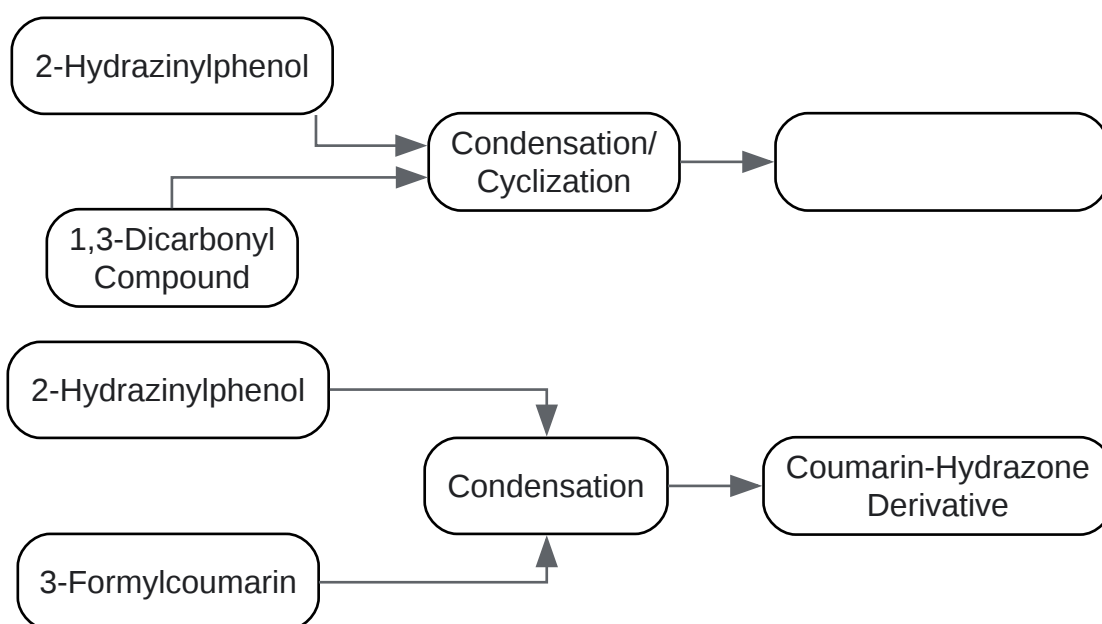 2-Hydrazinylphenol
Condensation/
Cyclization
1,3-Dicarbonyl
Compound
2-Hydrazinylphenol
Condensation
Coumarin-Hydrazone
Derivative
3-Formylcoumarin